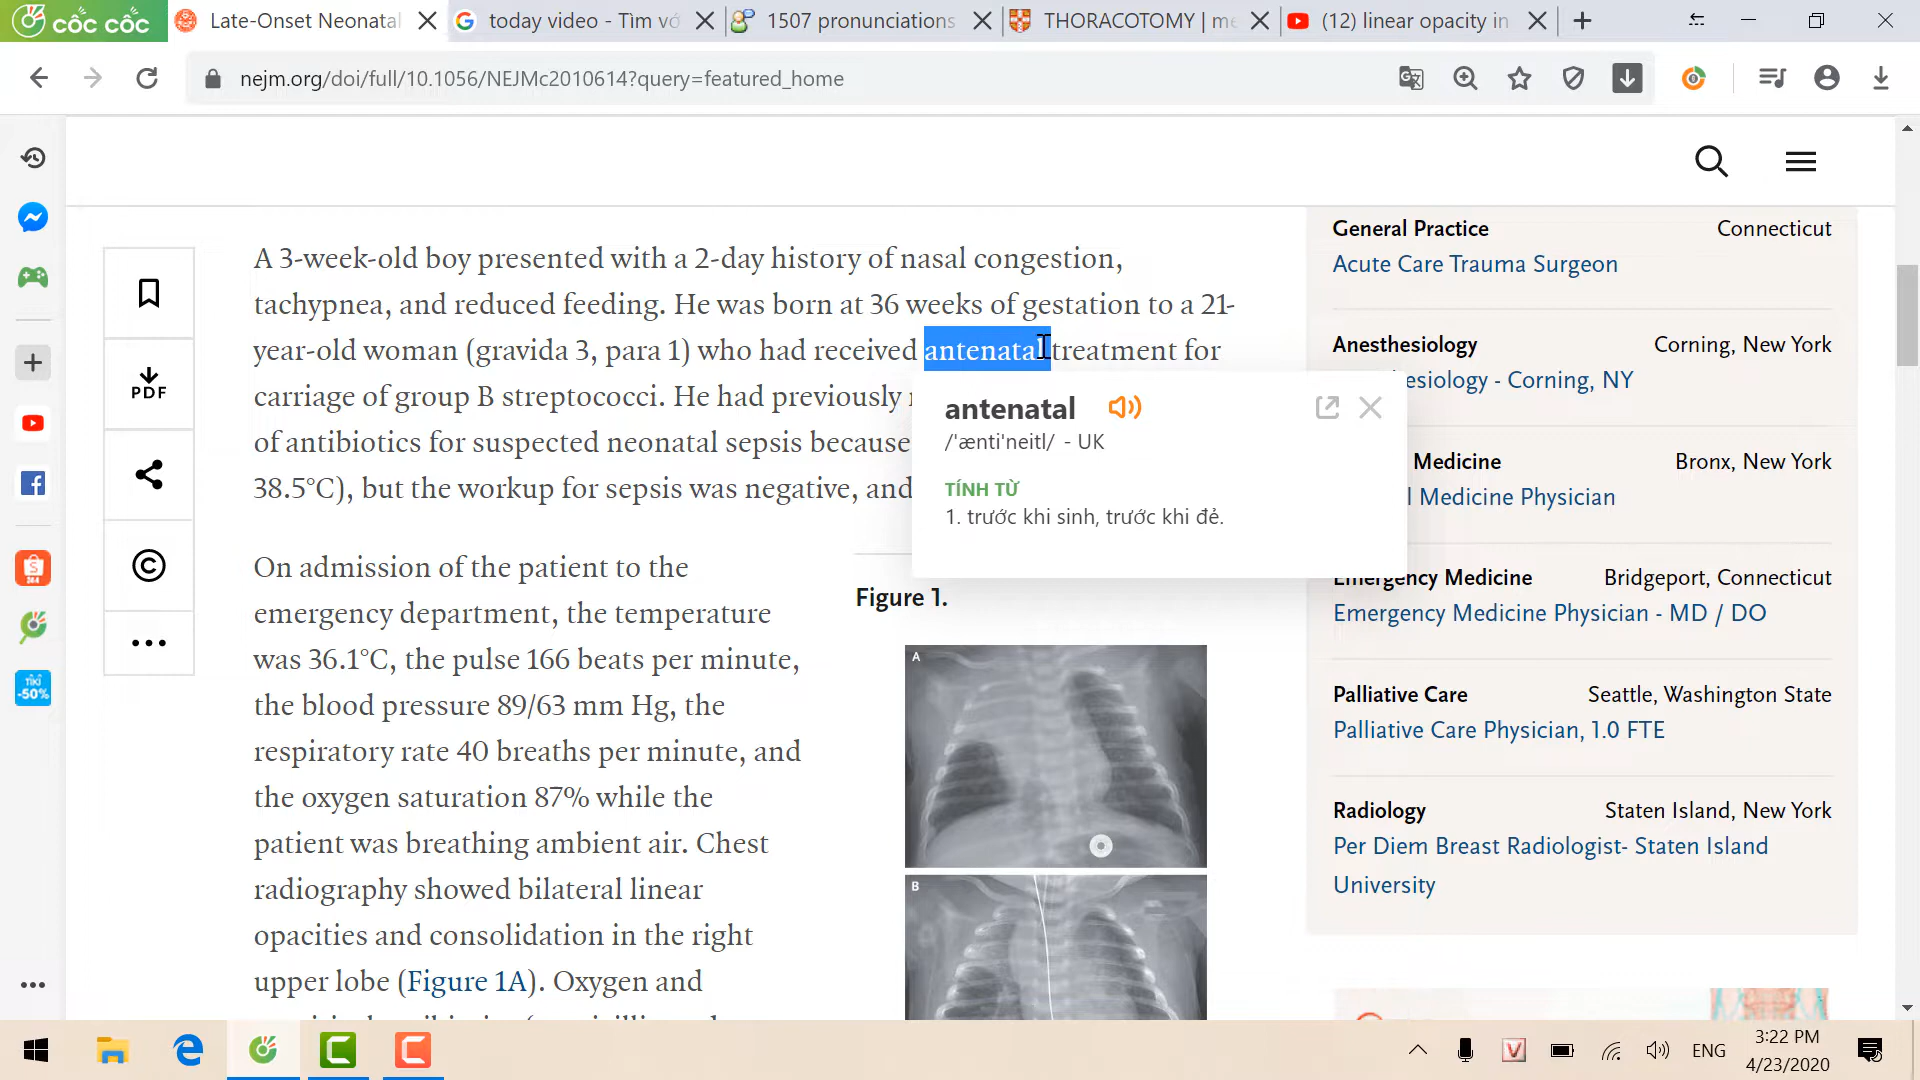 cốc cốc
Late-Onset Neonatal
today video - Tìm vớ
1507 pronunciations
THORACOTOMY | me
(12) linear opacity in
nejm.org/doi/full/10.1056/NEJMc2010614?query=featured_home
PDF
A 3-week-old boy presented with a 2-day history of nasal congestion,
tachypnea, and reduced feeding. He was born at 36 weeks of gestation to a 21-
year-old woman (gravida 3, para 1) who had received antenatal treatment for
carriage of group B streptococci. He had previously
of antibiotics for suspected neonatal sepsis because
38.5°C), but the workup for sepsis was negative, and
antenatal
/'ænti'neitl/ - UK
TÍNH TỪ
1. trước khi sinh, trước khi đẻ.
On admission of the patient to the
emergency department, the temperature
was 36.1°C, the pulse 166 beats per minute,
the blood pressure 89/63 mm Hg, the
respiratory rate 40 breaths per minute, and
the oxygen saturation 87% while the
patient was breathing ambient air. Chest
radiography showed bilateral linear
opacities and consolidation in the right
upper lobe (Figure 1A). Oxygen and
Figure 1.
A
B
General Practice Connecticut
Acute Care Trauma Surgeon
Anesthesiology Corning, New York
esiology - Corning, NY
Medicine Bronx, New York
l Medicine Physician
Emergency Medicine Bridgeport, Connecticut
Emergency Medicine Physician - MD / DO
Palliative Care Seattle, Washington State
Palliative Care Physician, 1.0 FTE
Radiology Staten Island, New York
Per Diem Breast Radiologist- Staten Island
University
TiKi
-50%
ENG
3:22 PM
4/23/2020